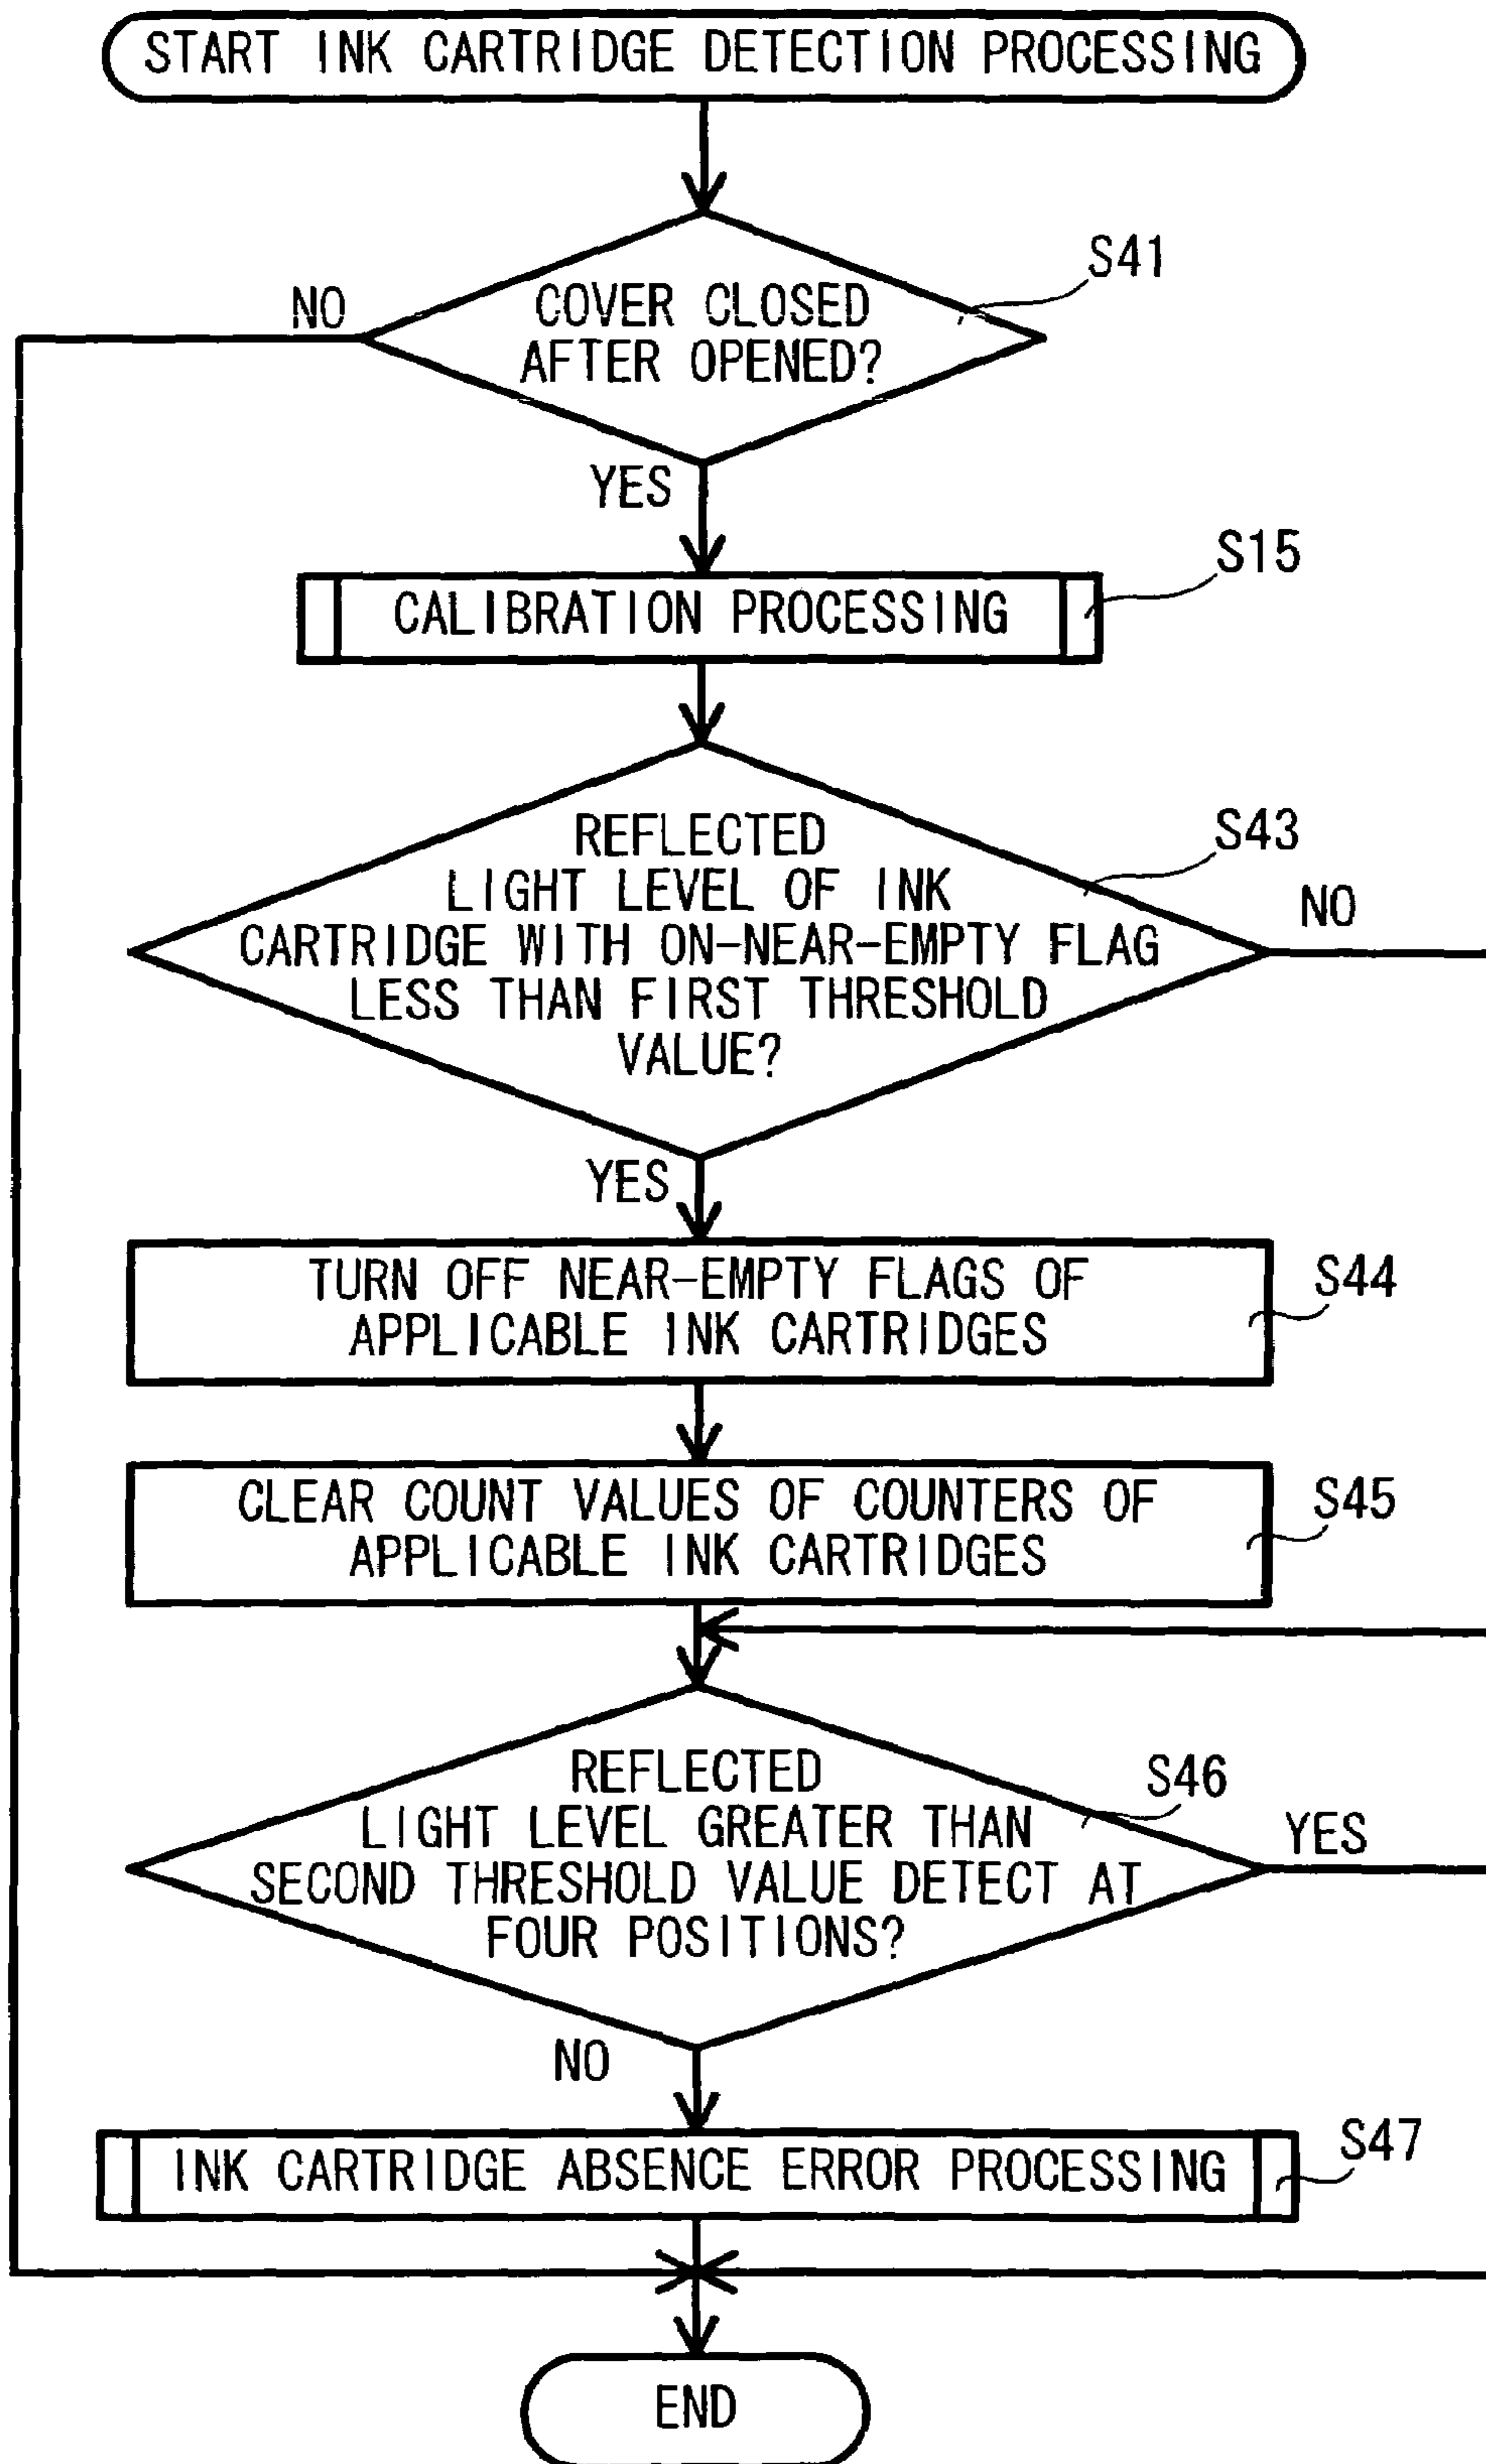 START INK CARTRIDGE DETECTION PROCESSING
S41
NO
COVER CLOSED
AFTER OPENED?
YES
S15
CALIBRATION PROCESSING
S43
REFLECTED
LIGHT LEVEL OF INK
NO
CARTRIDGE WITH ON-NEAR-EMPTY FLAG
LESS THAN FIRST THRESHOLD
VALUE?
YES
TURN OFF NEAR-EMPTY FLAGS OF
S44
APPLICABLE INK CARTRIDGES
CLEAR COUNT VALUES OF COUNTERS OF
S45
APPLICABLE INK CARTRIDGES
REFLECTED
S46
LIGHT LEVEL GREATER THAN
YES
SECOND THRESHOLD VALUE DETECT AT
FOUR POSITIONS?
NO
S47
INK CARTRIDGE ABSENCE ERROR PROCESSING
END